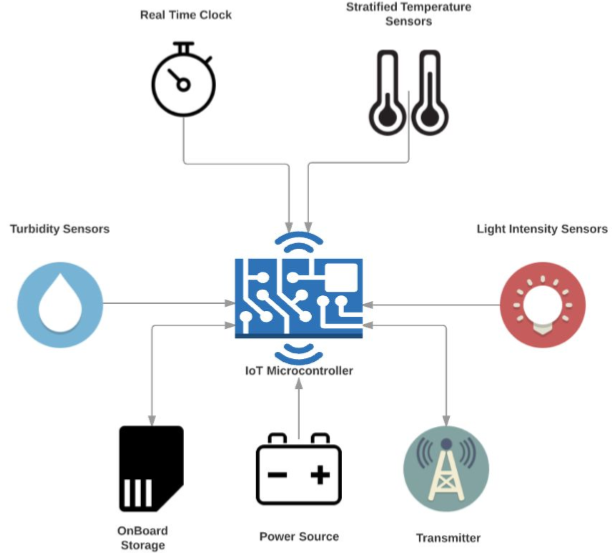 Real Time Clock
Stratified Temperature
Sensors
Turbidity Sensors
Light Intensity Sensors
IoT Microcontroller
OnBoard
Storage
Power Source
Transmitter